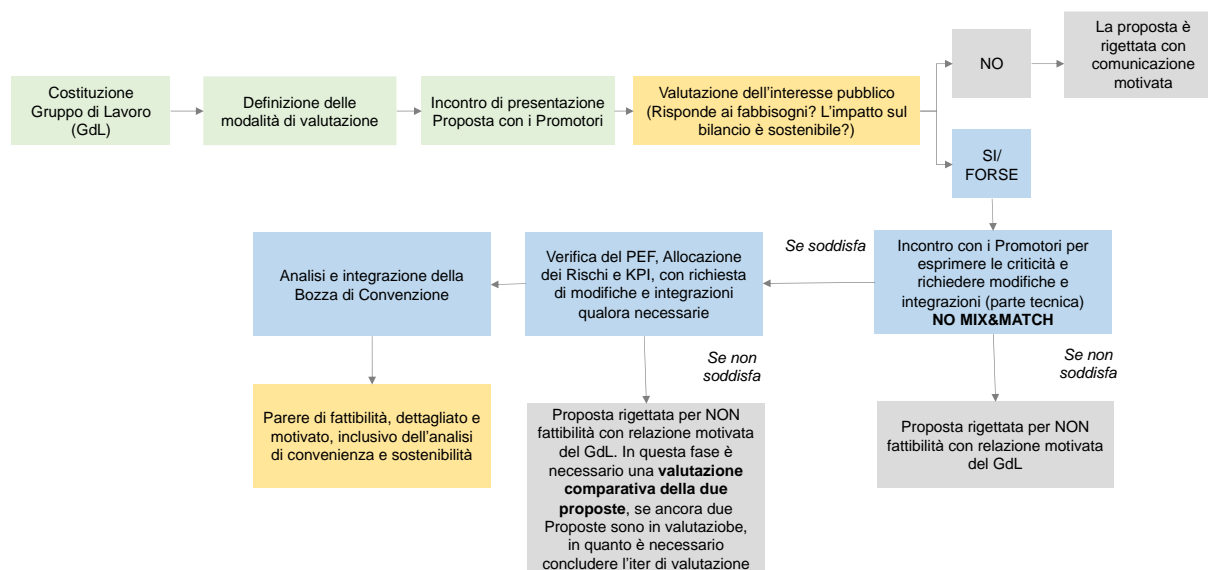 Costituzione
Gruppo di Lavoro
(GdL)
Definizione delle
modalità di valutazione
Incontro di presentazione
Proposta con i Promotori
Valutazione dell'interesse pubblico
(Risponde ai fabbisogni? L'impatto sul
bilancio è sostenibile?)
NO
La proposta è
rigettata con
comunicazione
motivata
SI/
FORSE
Incontro con i Promotori per
esprimere le criticità e
richiedere modifiche e
integrazioni (parte tecnica)
NO MIX&MATCH
Se soddisfa
Verifica del PEF, Allocazione
dei Rischi e KPI, con richiesta
di modifiche e integrazioni
qualora necessarie
Analisi e integrazione della
Bozza di Convenzione
Se non
soddisfa
Se non
soddisfa
Parere di fattibilità, dettagliato e
motivato, inclusivo dell'analisi
di convenienza e sostenibilità
Proposta rigettata per NON
fattibilità con relazione motivata
del GdL. In questa fase è
necessario una valutazione
comparativa della due
proposte, se ancora due
Proposte sono in valutaziobe,
in quanto è necessario
concludere l'iter di valutazione
Proposta rigettata per NON
fattibilità con relazione motivata
del GdL